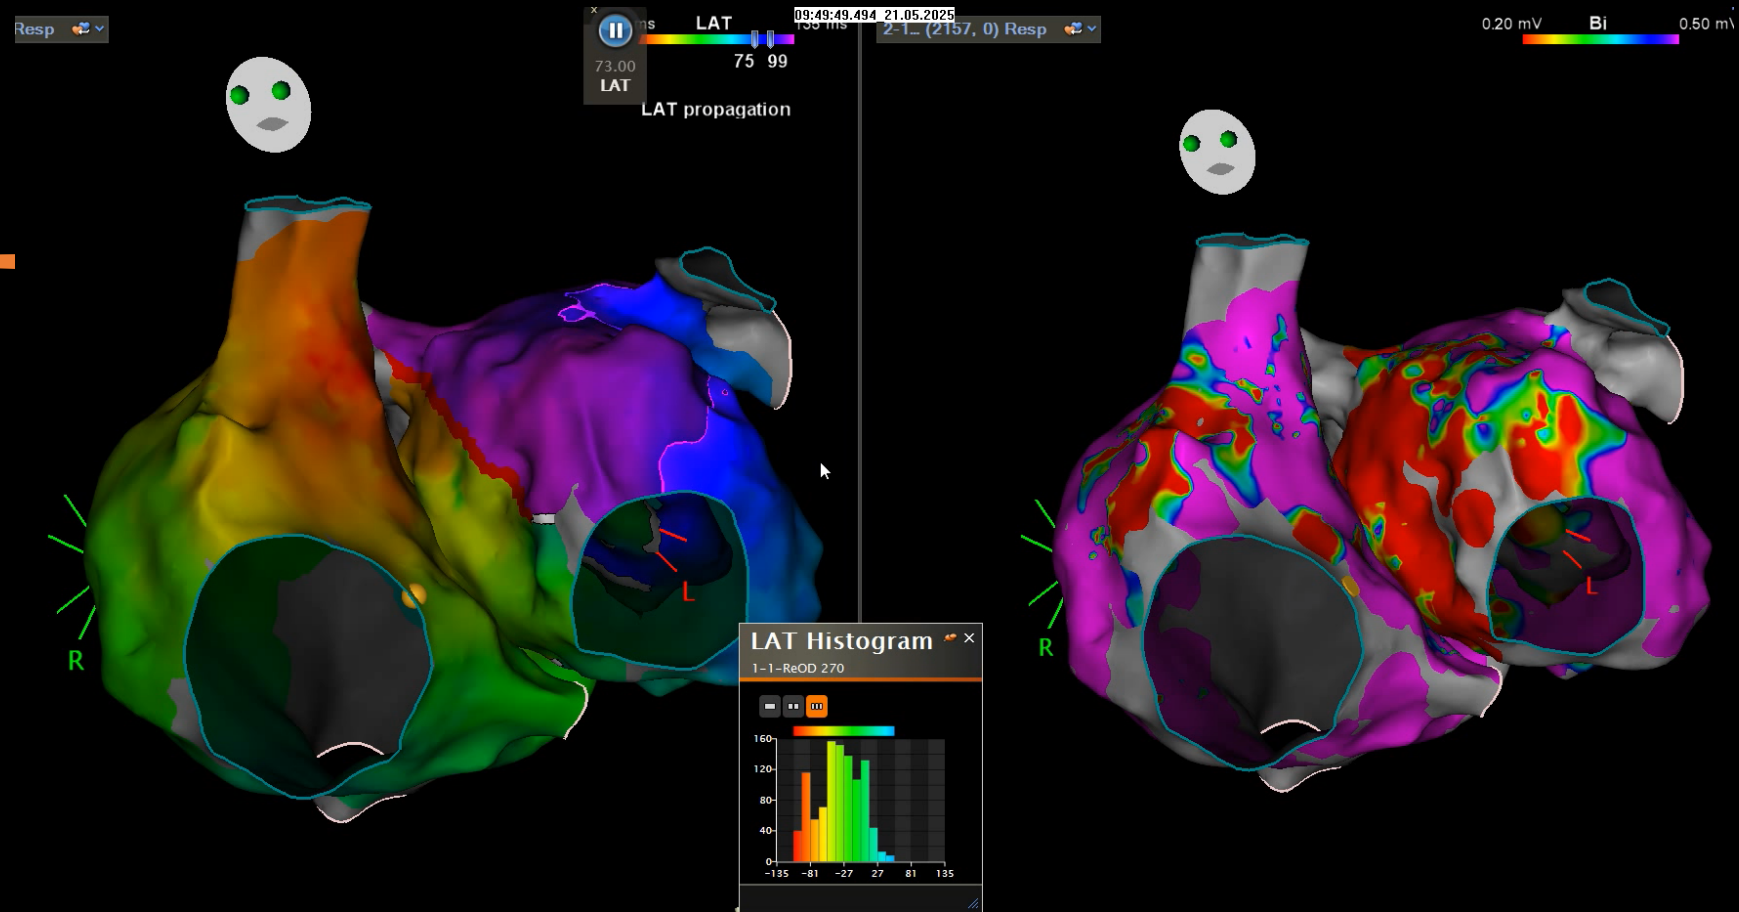 09:49:49.494 21.05.2025
Resp
ms LAT 135 ms
75 99
73.00
LAT
LAT propagation
2-1... (2157, 0) Resp
0.20 mV Bi 0.50 mV
R
L
R
L
LAT Histogram
1-1-ReOD 270
160
120
80
40
0
-135 -81 -27 27 81 135